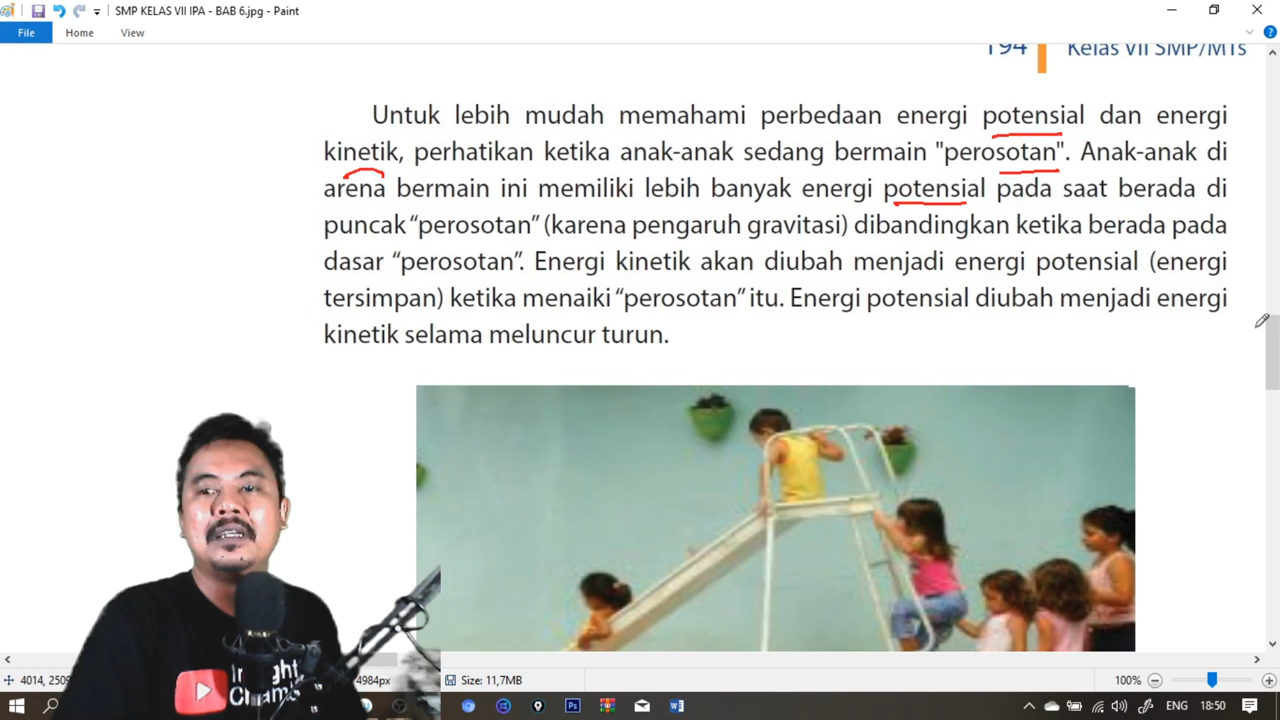 SMP KELAS VII IPA - BAB 6.jpg - Paint
File Home View
194 Kelas VII SMP/MTs
Untuk lebih mudah memahami perbedaan energi potensial dan energi
kinetik, perhatikan ketika anak-anak sedang bermain "perosotan". Anak-anak di
arena bermain ini memiliki lebih banyak energi potensial pada saat berada di
puncak “perosotan” (karena pengaruh gravitasi) dibandingkan ketika berada pada
dasar “perosotan”. Energi kinetik akan diubah menjadi energi potensial (energi
tersimpan) ketika menaiki “perosotan” itu. Energi potensial diubah menjadi energi
kinetik selama meluncur turun.
4014, 2509 4984px Size: 11,7MB 100%
ENG 18:50